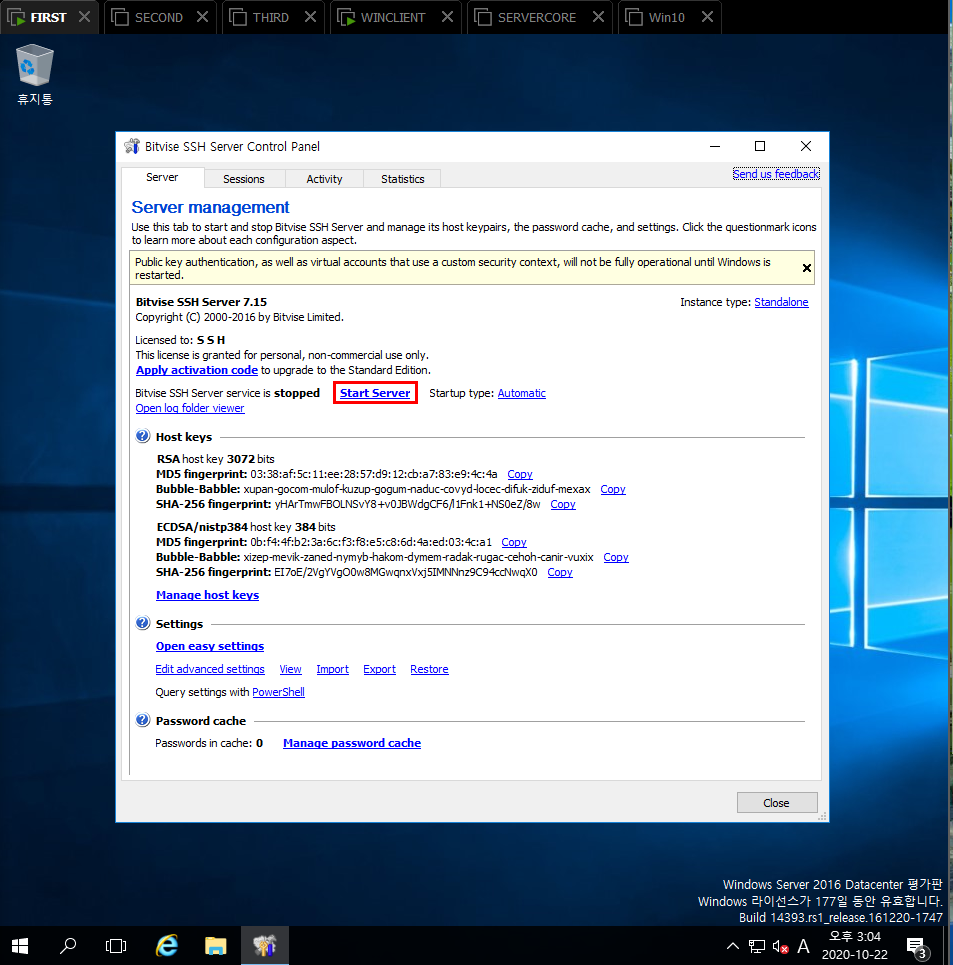 FIRST
SECOND
THIRD
WINCLIENT
SERVERCORE
Win10
휴지통
Bitvise SSH Server Control Panel
Server
Sessions
Activity
Statistics
Send us feedback
Server management
Use this tab to start and stop Bitvise SSH Server and manage its host keypairs, the password cache, and settings. Click the questionmark icons
to learn more about each configuration aspect.
Public key authentication, as well as virtual accounts that use a custom security context, will not be fully operational until Windows is
restarted.
Bitvise SSH Server 7.15
Instance type: Standalone
Copyright (C) 2000-2016 by Bitvise Limited.
Licensed to: S S H
This license is granted for personal, non-commercial use only.
Apply activation code to upgrade to the Standard Edition.
Bitvise SSH Server service is stopped Start Server Startup type: Automatic
Open log folder viewer
Host keys
RSA host key 3072 bits
MD5 fingerprint: 03:38:af:5c:11:ee:28:57:d9:12:cb:a7:83:e9:4c:4a Copy
Bubble-Babble: xupan-gocom-mulof-kuzup-gogum-naduc-covyd-locec-difuk-ziduf-mexax Copy
SHA-256 fingerprint: yHArTmwFBOLNSvY8+v0JBWdgCF6/l1Fnk1+NS0eZ/8w Copy
ECDSA/nistp384 host key 384 bits
MD5 fingerprint: 0b:f4:4f:b2:3a:6c:f3:f8:e5:c8:6d:4a:ed:03:4c:a1 Copy
Bubble-Babble: xizep-mevik-zaned-nymyb-hakom-dymem-radak-rugac-cehoh-canir-vuxix Copy
SHA-256 fingerprint: EI7oE/2VgYVgO0w8MGwqnxVxj5IMNNnz9C94ccNwqX0 Copy
Manage host keys
Settings
Open easy settings
Edit advanced settings View Import Export Restore
Query settings with PowerShell
Password cache
Passwords in cache: 0 Manage password cache
Close
Windows Server 2016 Datacenter 평가판
Windows 라이선스가 177일 동안 유효합니다.
Build 14393.rs1_release.161220-1747
A
오후 3:04
2020-10-22
3